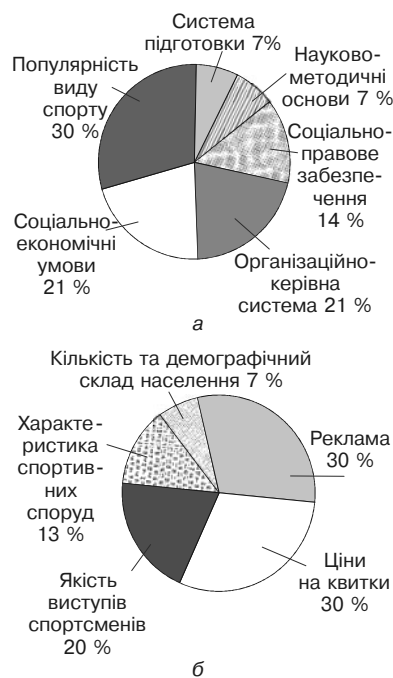 Система
підготовки 7%
Науково-
методичні
основи 7 %
Соціально-
правове
забезпе-
чення
14 %
Організаційно-
керівна
система 21 %
Соціально-
економічні
умови
21 %
Популярність
виду
спорту
30 %
а
Кількість та демографічний
склад населення 7 %
Реклама
30 %
Ціни
на квитки
30 %
Якість
виступів
спортсменів
20 %
Характе-
ристика
спортив-
них
споруд
13 %
б